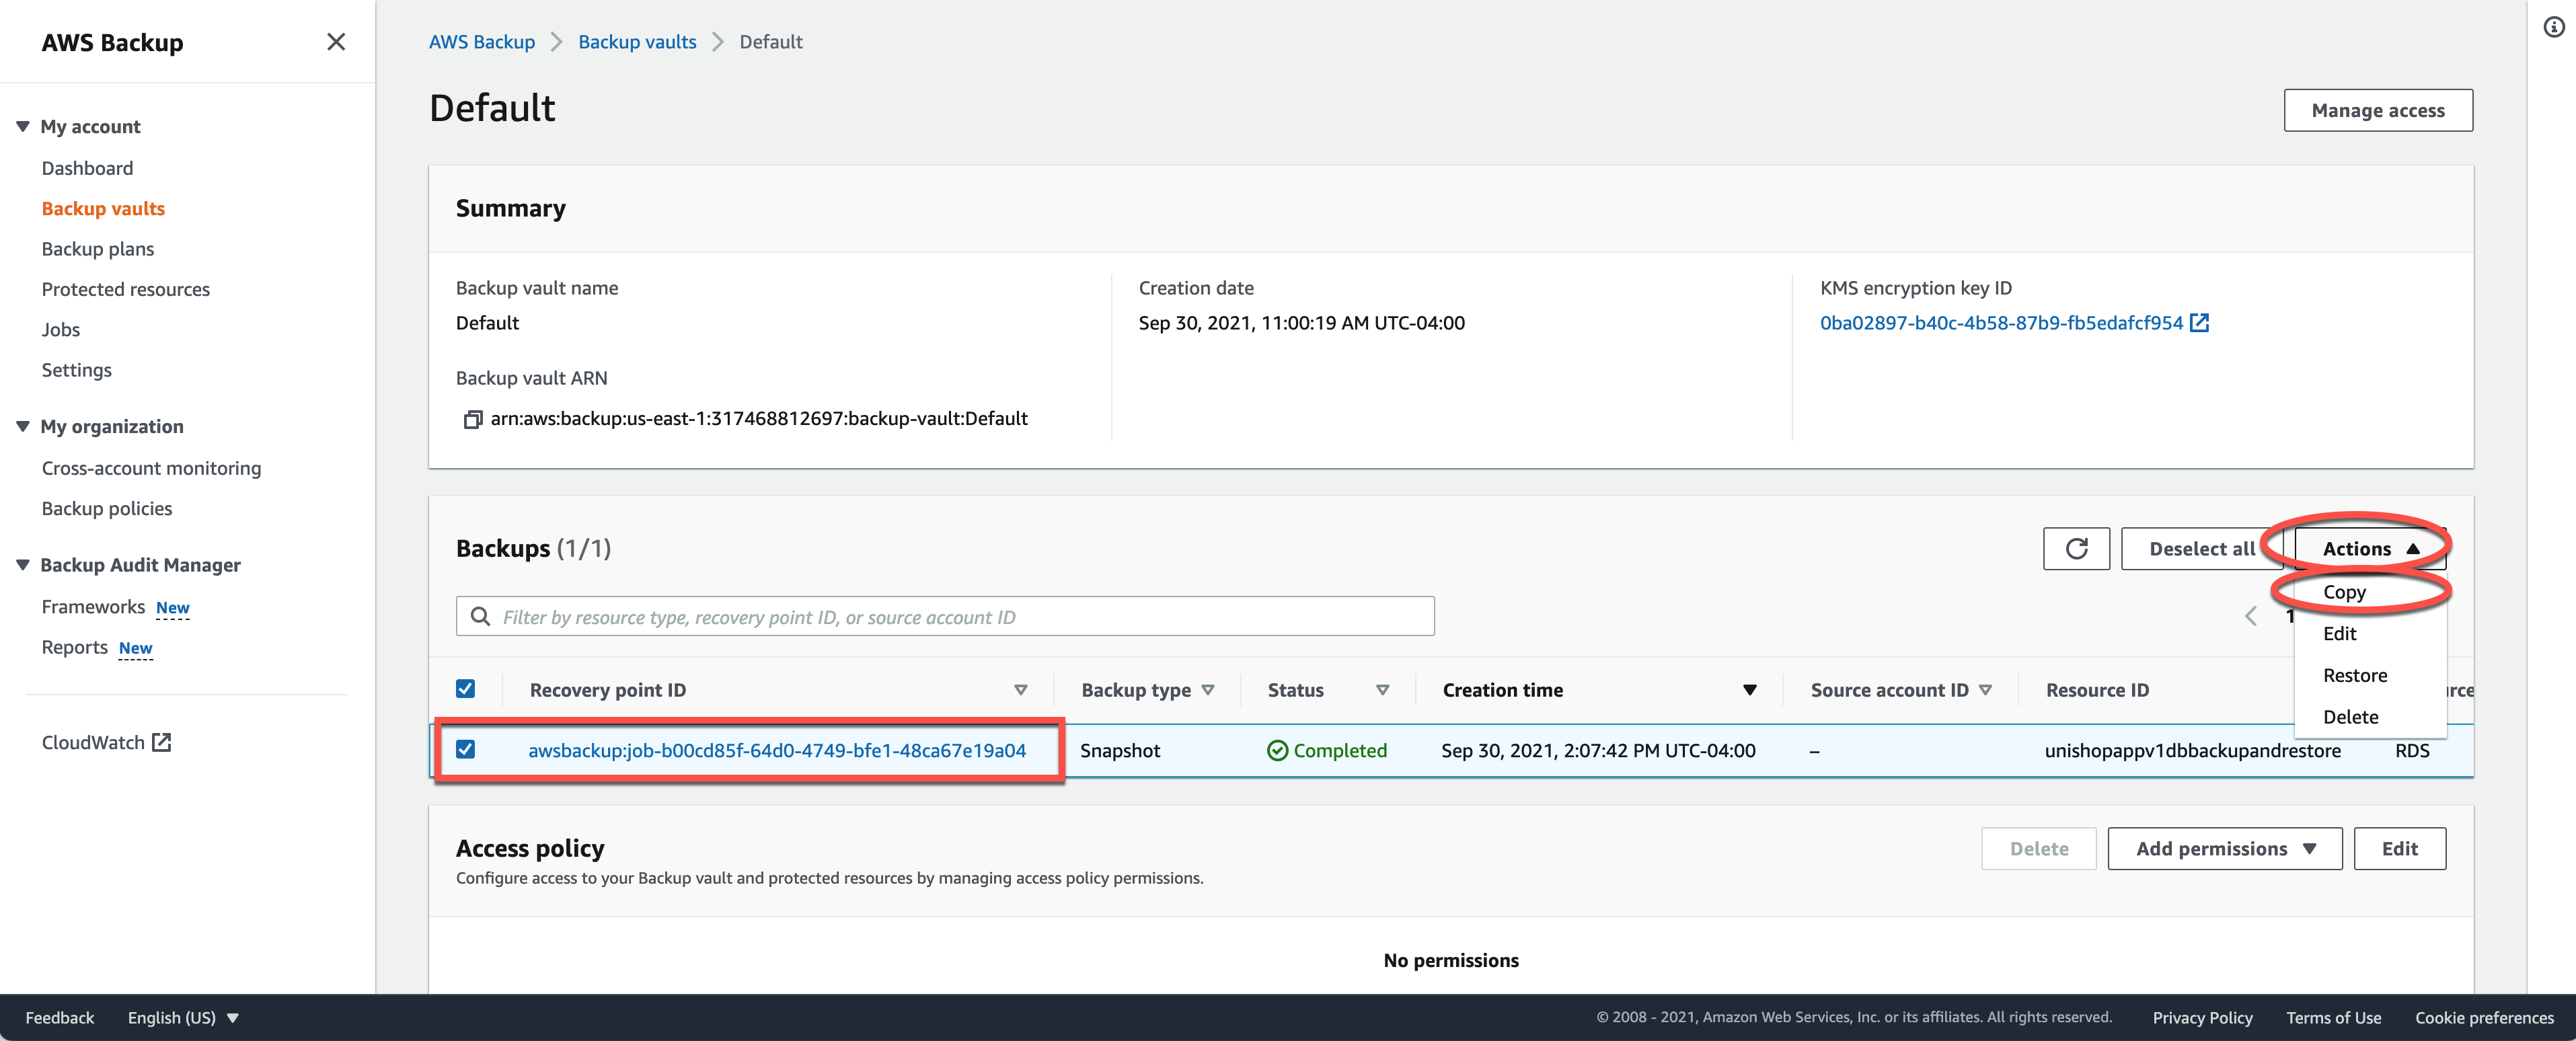 AWS Backup
My account
Dashboard
Backup vaults
Backup plans
Protected resources
Jobs
Settings
My organization
Cross-account monitoring
Backup policies
Backup Audit Manager
Frameworks New
Reports New
CloudWatch
AWS Backup Backup vaults Default
Default
Manage access
Summary
Backup vault name
Default
Backup vault ARN
arn:aws:backup:us-east-1:317468812697:backup-vault:Default
Creation date
Sep 30, 2021, 11:00:19 AM UTC-04:00
KMS encryption key ID
0ba02897-b40c-4b58-87b9-fb5edafcf954
Backups (1/1)
Deselect all
Actions
Copy
Edit
Restore
Delete
Filter by resource type, recovery point ID, or source account ID
1
Recovery point ID Backup type Status Creation time Source account ID Resource ID
awsbackup:job-b00cd85f-64d0-4749-bfe1-48ca67e19a04 Snapshot Completed Sep 30, 2021, 2:07:42 PM UTC-04:00 – unishopappv1dbbackupandrestore RDS
Access policy
Configure access to your Backup vault and protected resources by managing access policy permissions.
Delete Add permissions Edit
No permissions
Feedback English (US) © 2008 - 2021, Amazon Web Services, Inc. or its affiliates. All rights reserved. Privacy Policy Terms of Use Cookie preferences